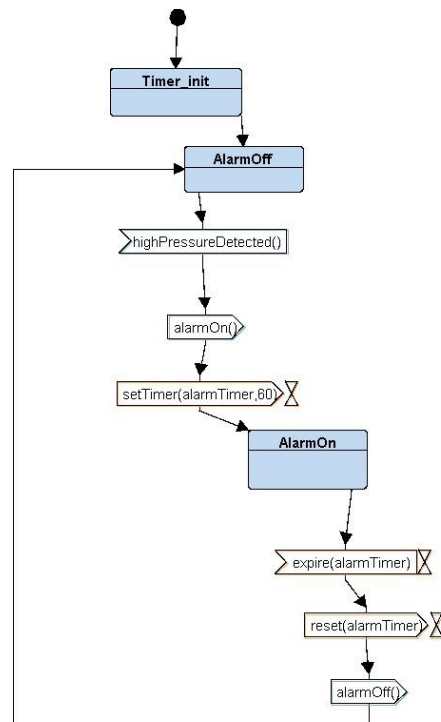 Timer_init
AlarmOff
highPressureDetected()
alarmOn()
setTimer(alarmTimer,60)
AlarmOn
expire(alarmTimer)
reset(alarmTimer)
alarmOff()